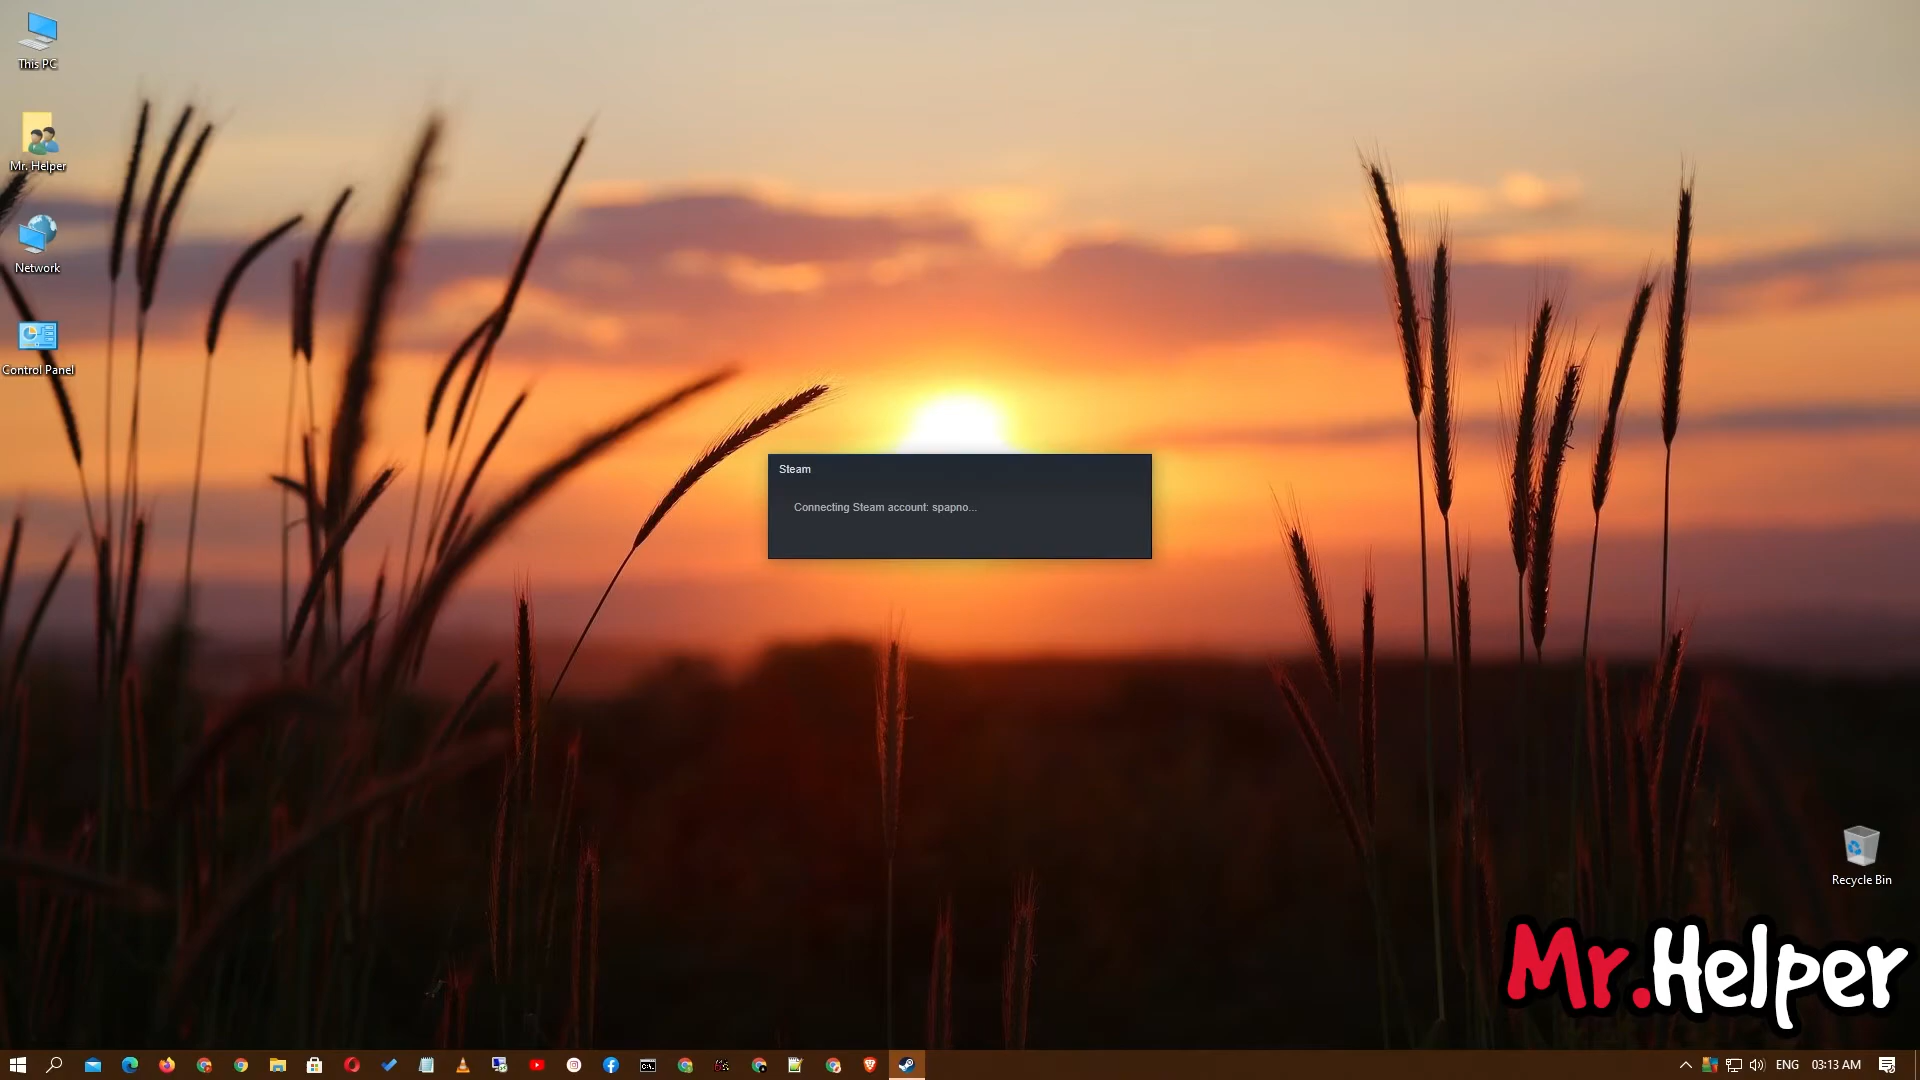 This PC
Mr. Helper
Network
Control Panel
Steam
Connecting Steam account: spapno...
Recycle Bin
Mr.Helper
ENG
03:13 AM